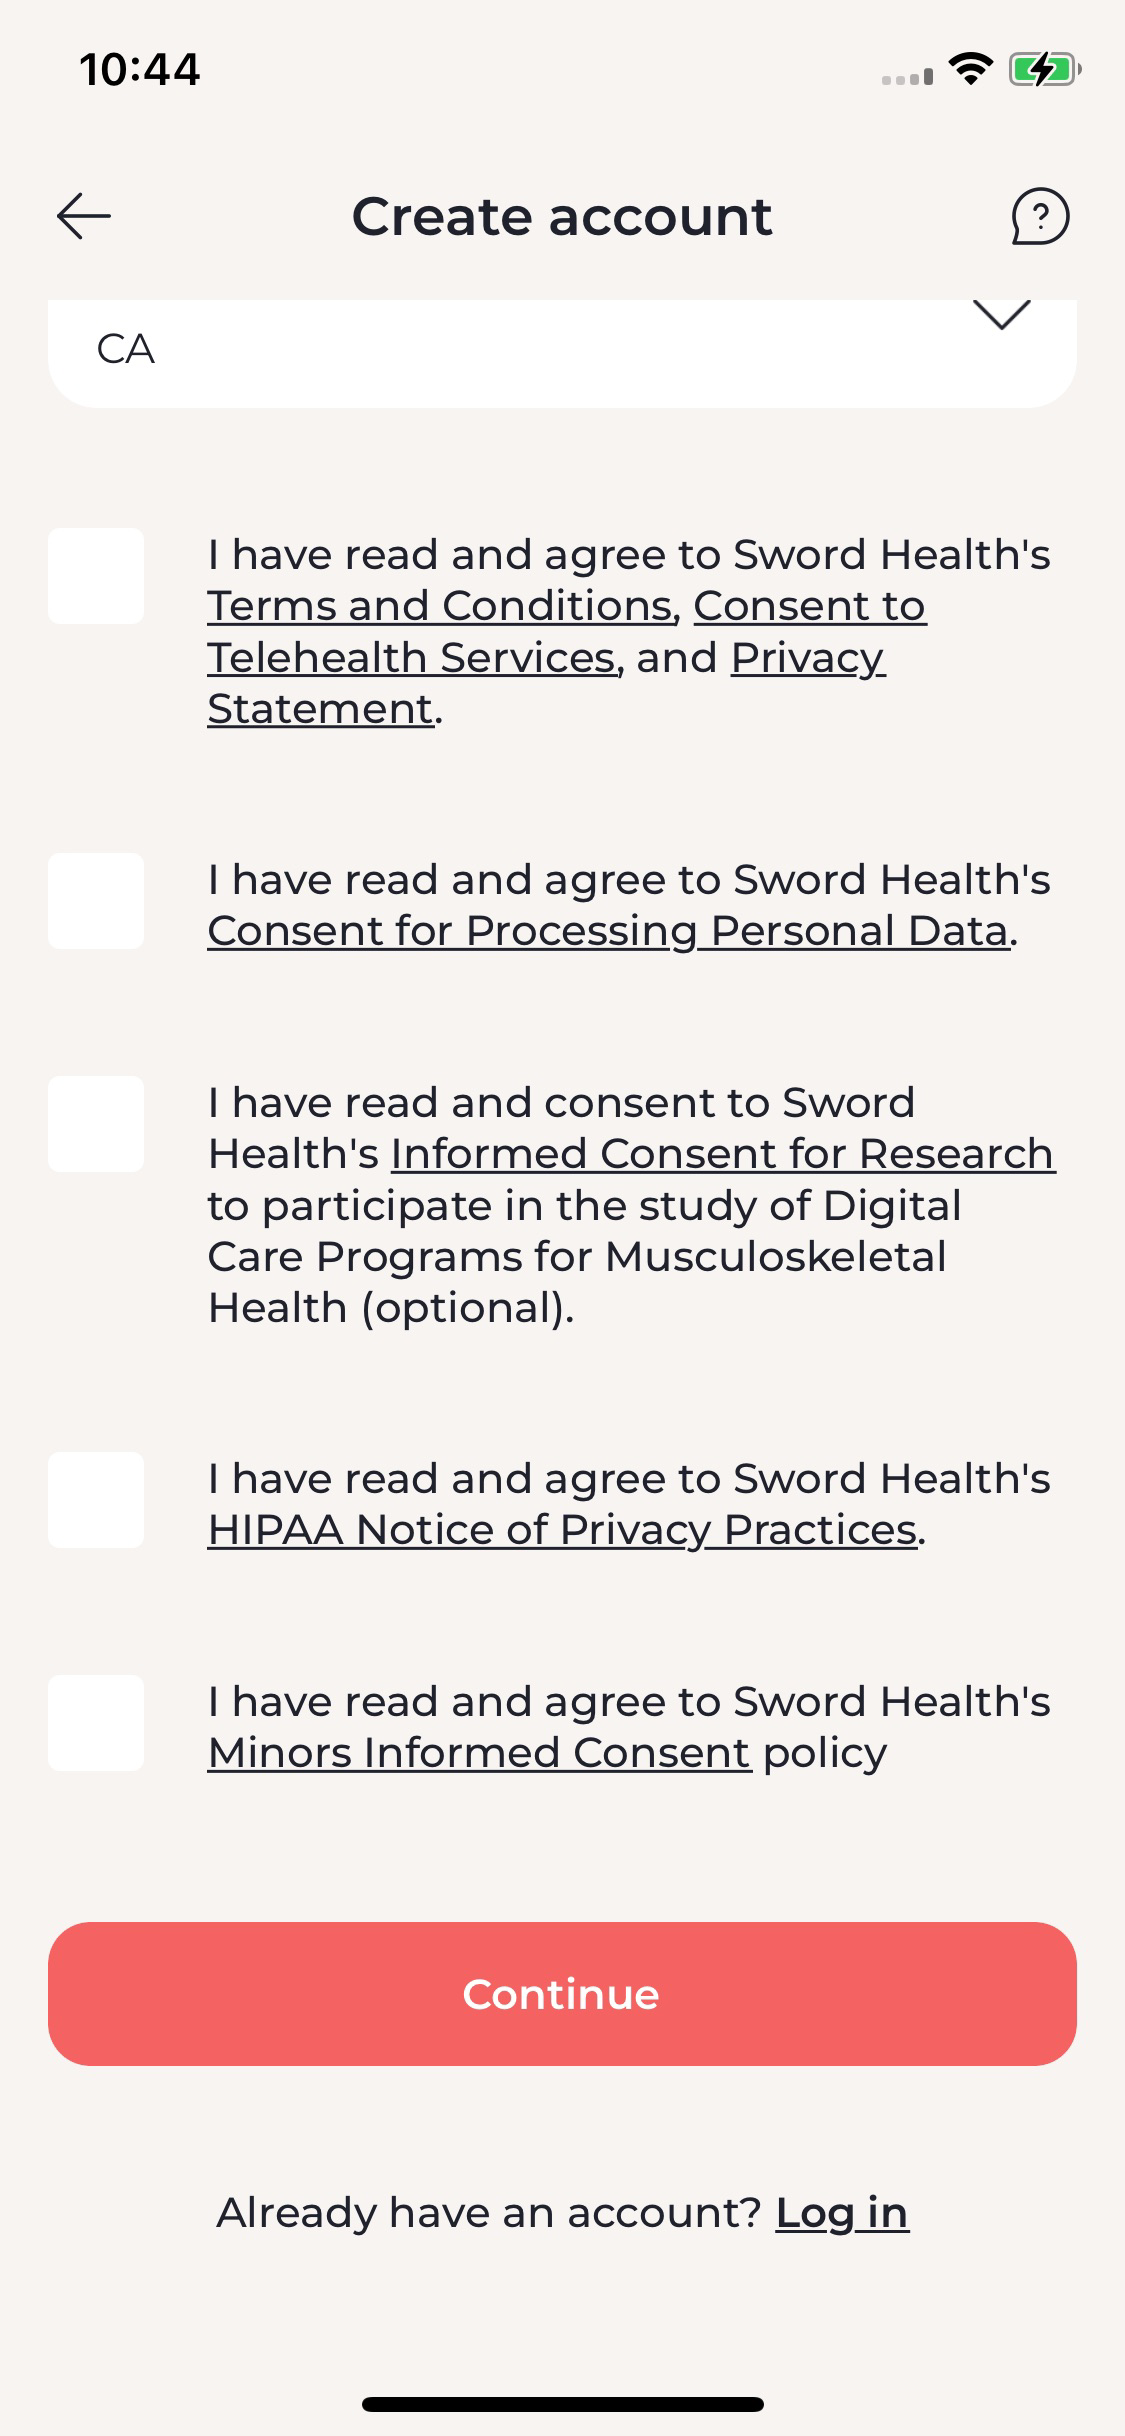 10:44
Create account
CA
I have read and agree to Sword Health's
Terms and Conditions, Consent to
Telehealth Services, and Privacy
Statement.
I have read and agree to Sword Health's
Consent for Processing Personal Data.
I have read and consent to Sword
Health's Informed Consent for Research
to participate in the study of Digital
Care Programs for Musculoskeletal
Health (optional).
I have read and agree to Sword Health's
HIPAA Notice of Privacy Practices.
I have read and agree to Sword Health's
Minors Informed Consent policy
Continue
Already have an account? Log in